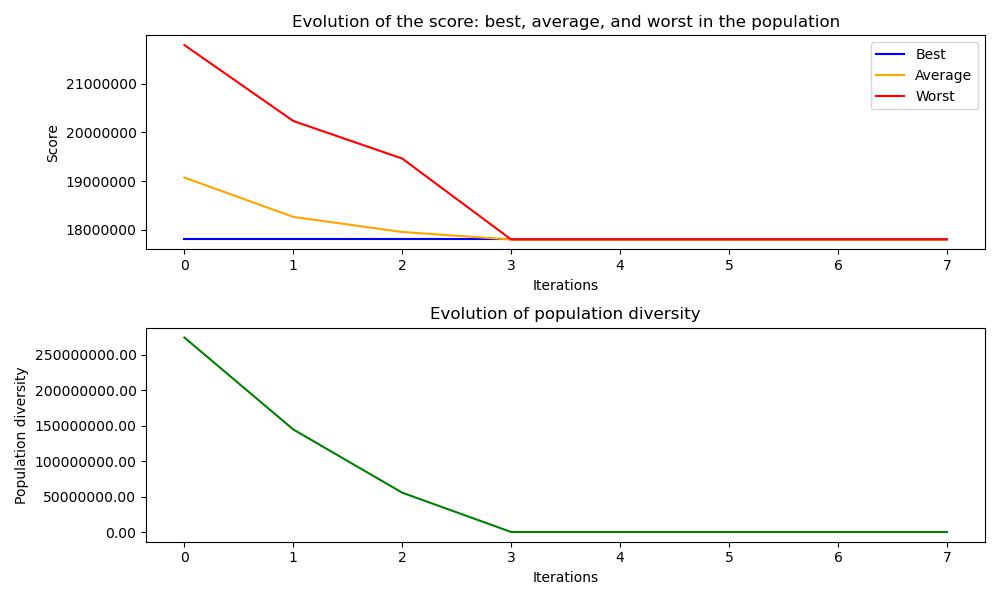 Evolution of the score: best, average, and worst in the population
Best
Average
Worst
21000000
20000000
19000000
18000000
Score
0 1 2 3 4 5 6 7
Iterations
Evolution of population diversity
250000000.00
200000000.00
150000000.00
100000000.00
50000000.00
0.00
Population diversity
0 1 2 3 4 5 6 7
Iterations